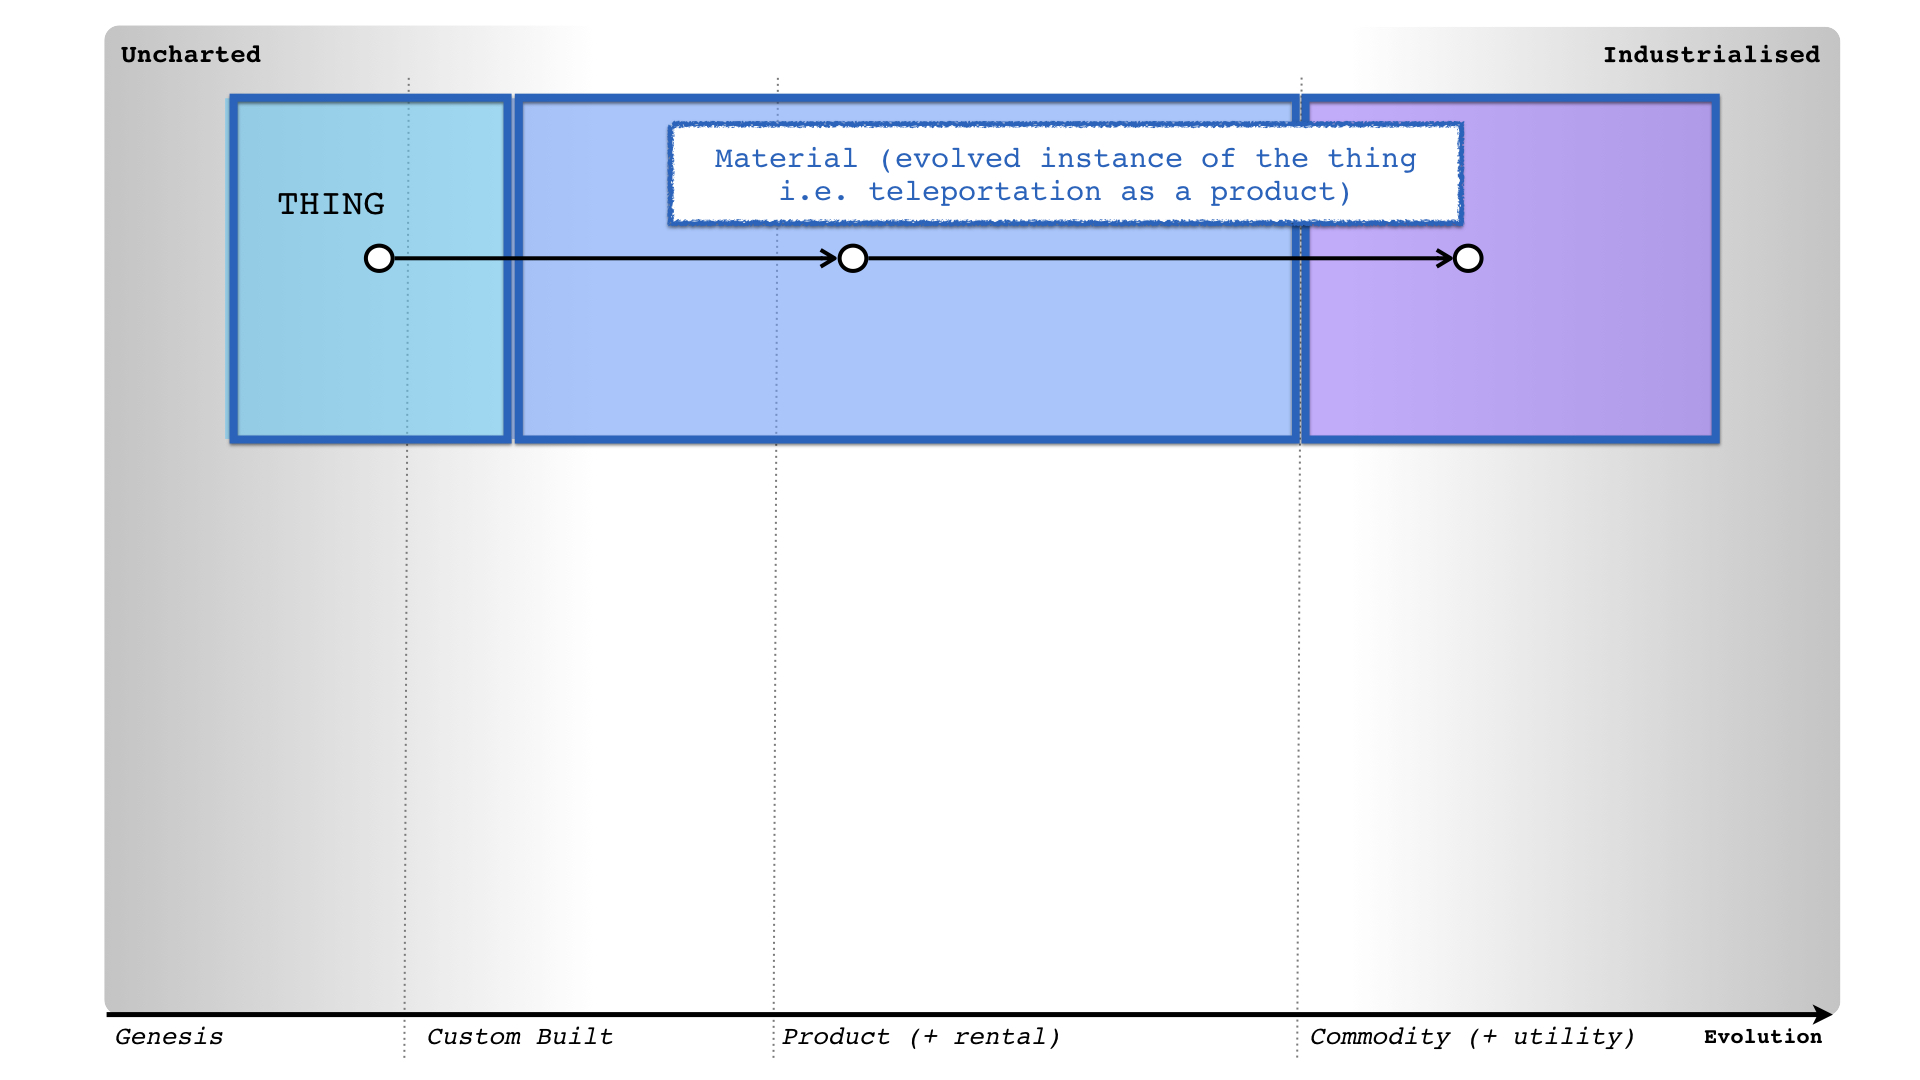 Uncharted
Industrialised
Material (evolved instance of the thing
i.e. teleportation as a product)
THING
Genesis
Custom Built
Product (+ rental)
Commodity (+ utility)
Evolution